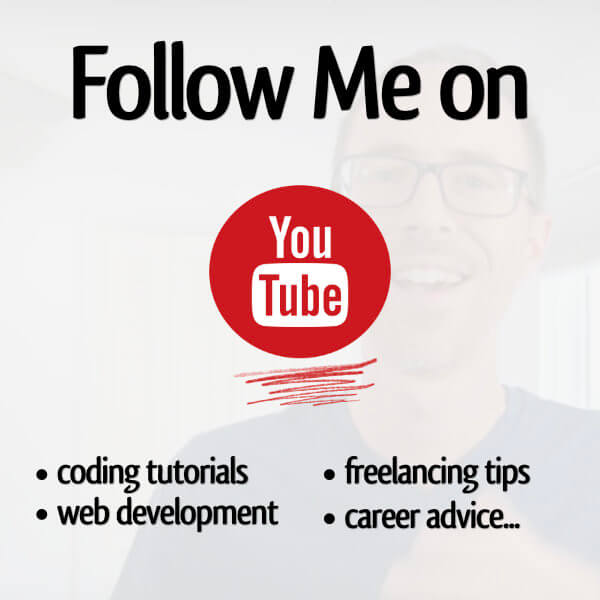 Follow Me on
You
Tube
• coding tutorials
• web development
• freelancing tips
• career advice...